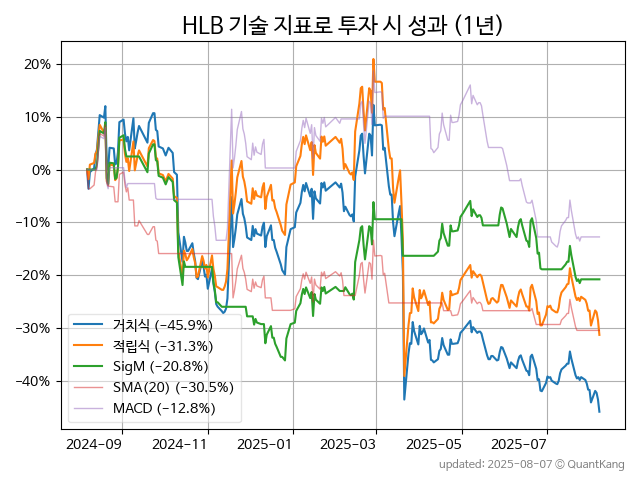 HLB 기술 지표로 투자 시 성과 (1년)
20%
10%
0%
−10%
−20%
−30%
−40%
거치식 (−45.9%)
적립식 (−31.3%)
SigM (−20.8%)
SMA(20) (−30.5%)
MACD (−12.8%)
2024-09 2024-11 2025-01 2025-03 2025-05 2025-07
updated: 2025-08-07 © QuantKang